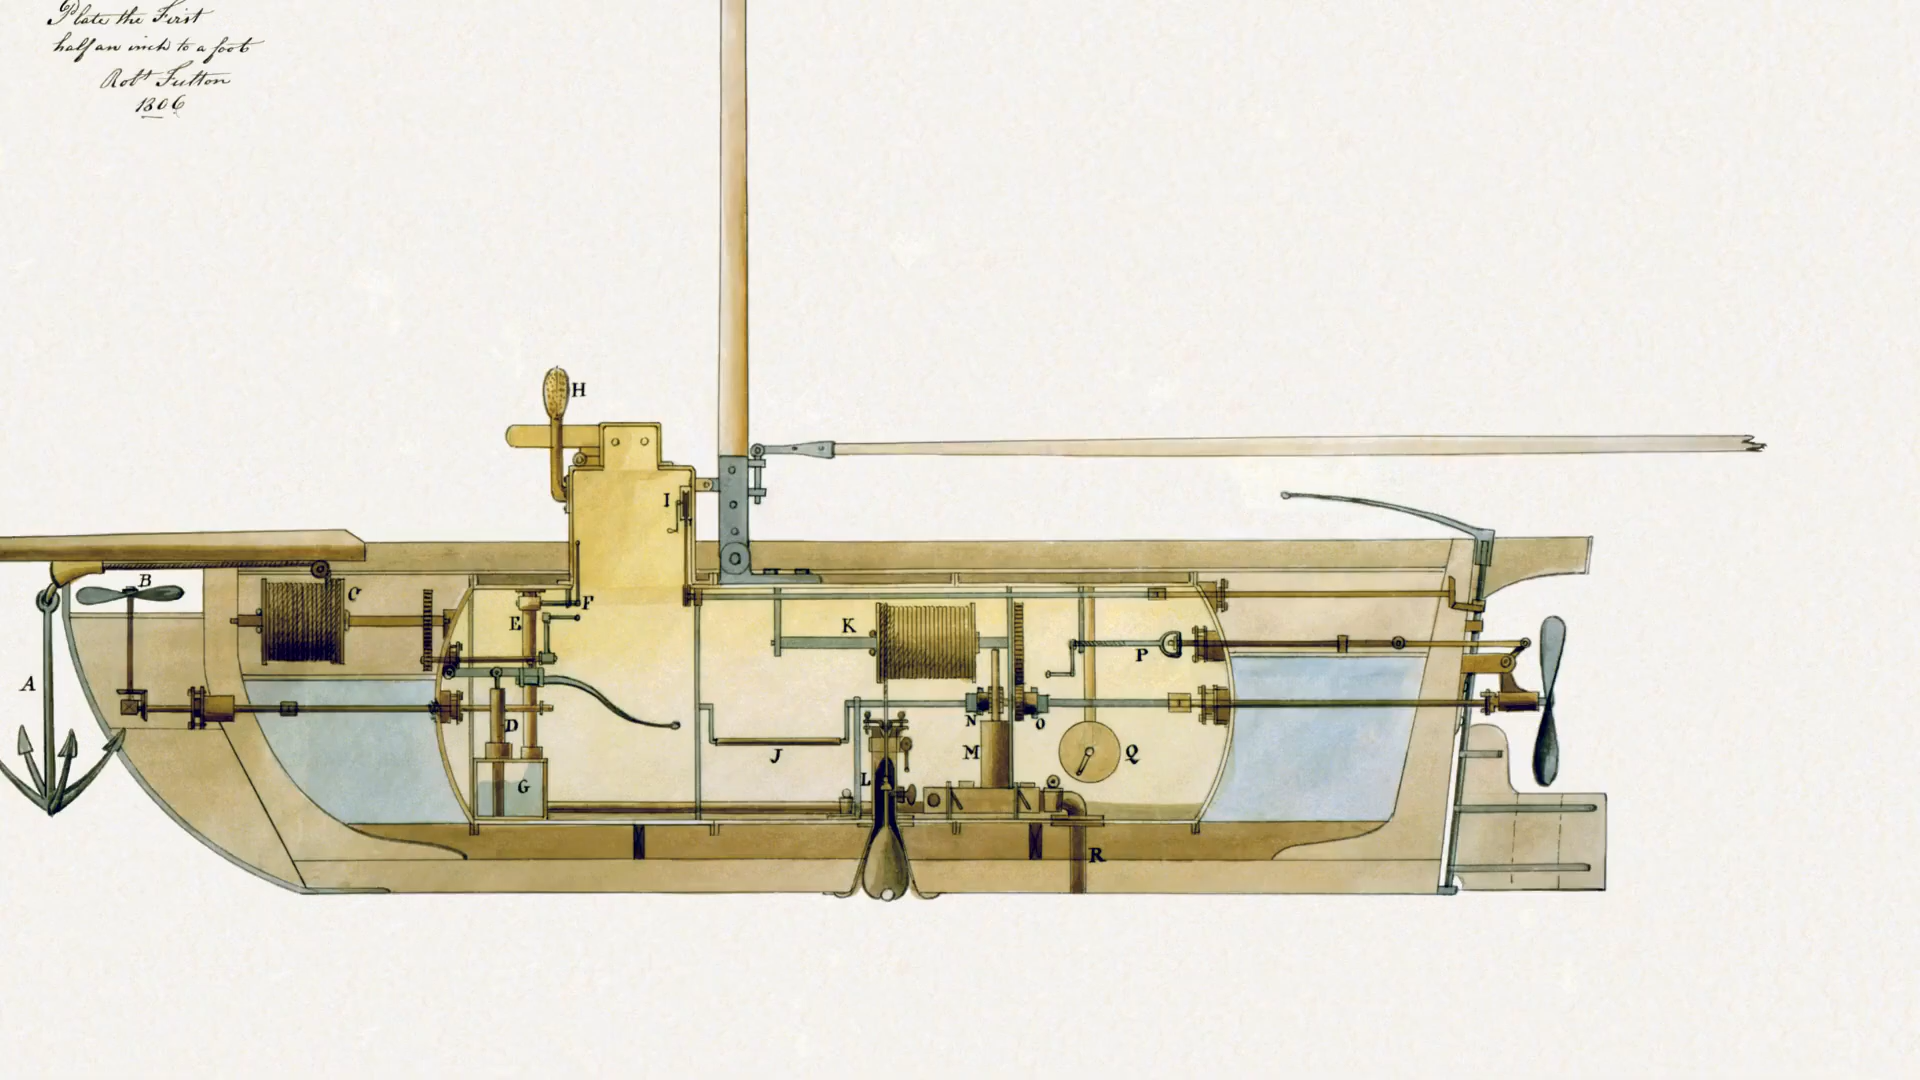 Plate the First
half an inch to a foot
Robt Fulton
1806
H
I
B
C
F
E
K
A
P
D
N
O
J
M
Q
L
G
R